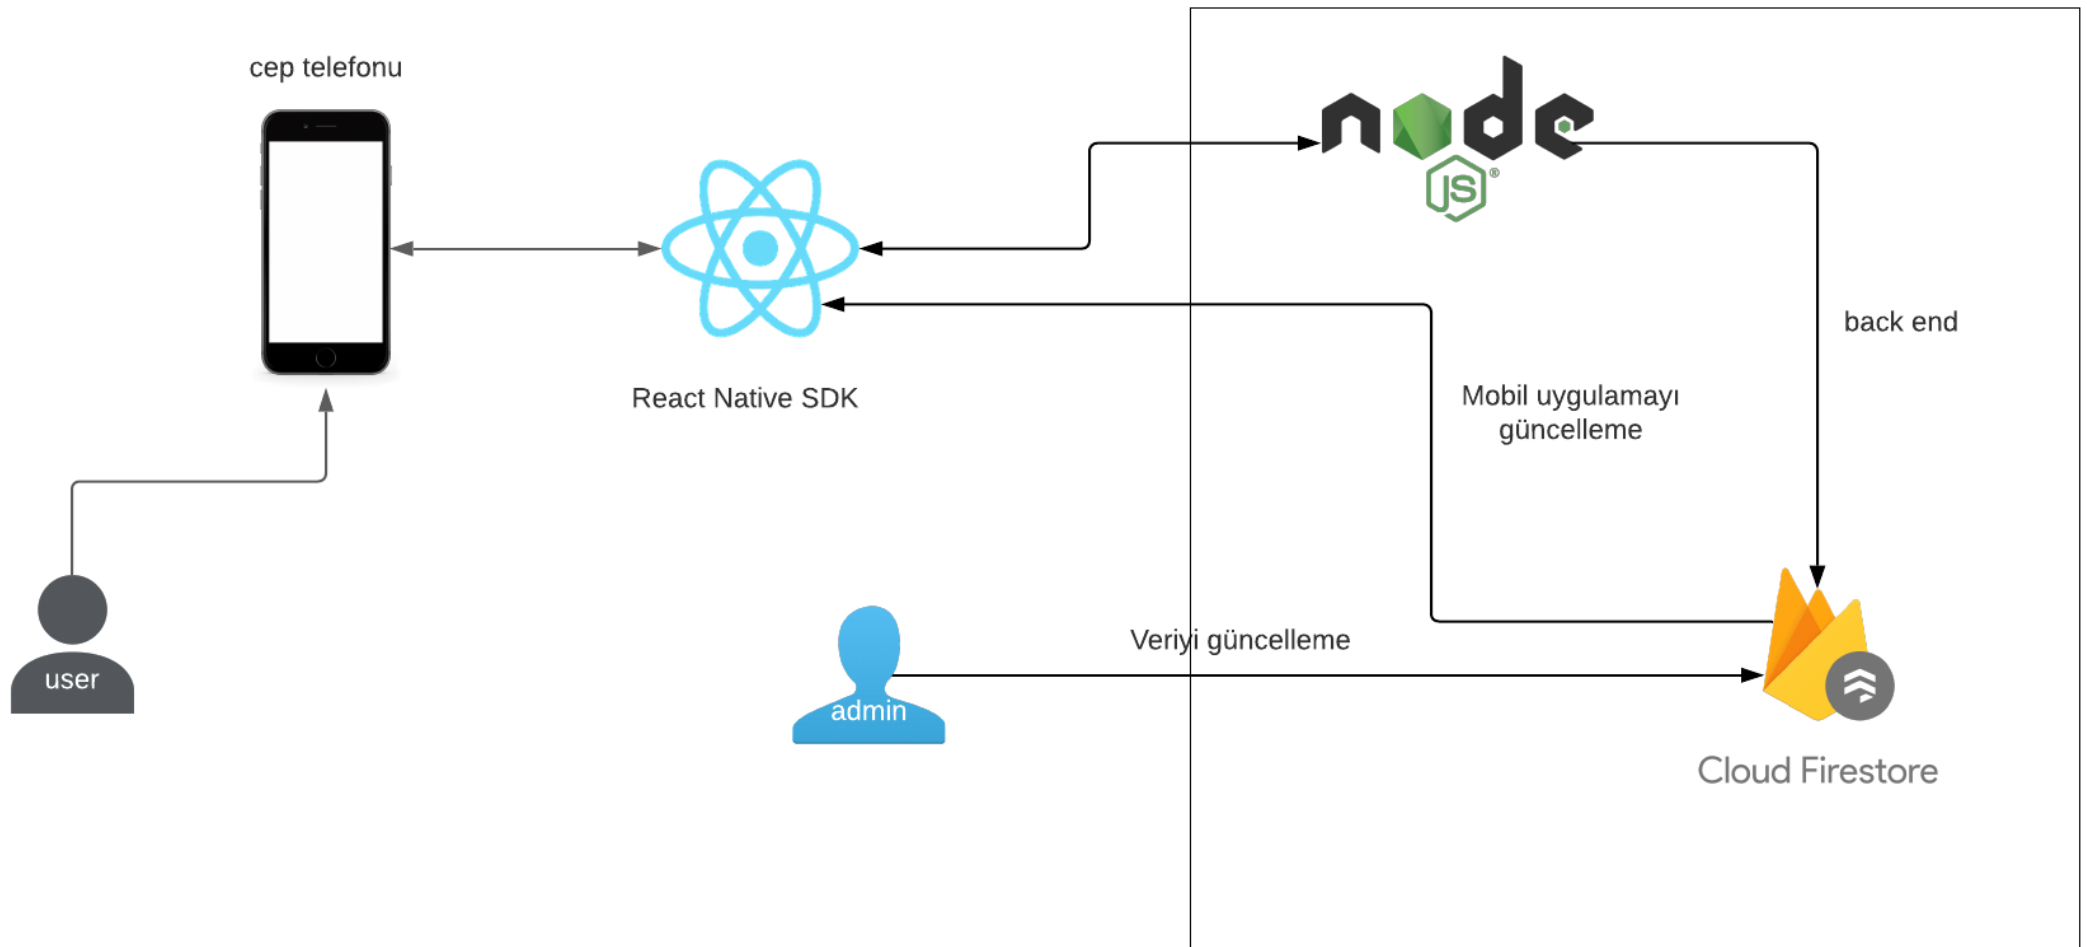 cep telefonu
node
JS®
React Native SDK
back end
Mobil uygulamayı
güncelleme
user
admin
Veriyi güncelleme
Cloud Firestore